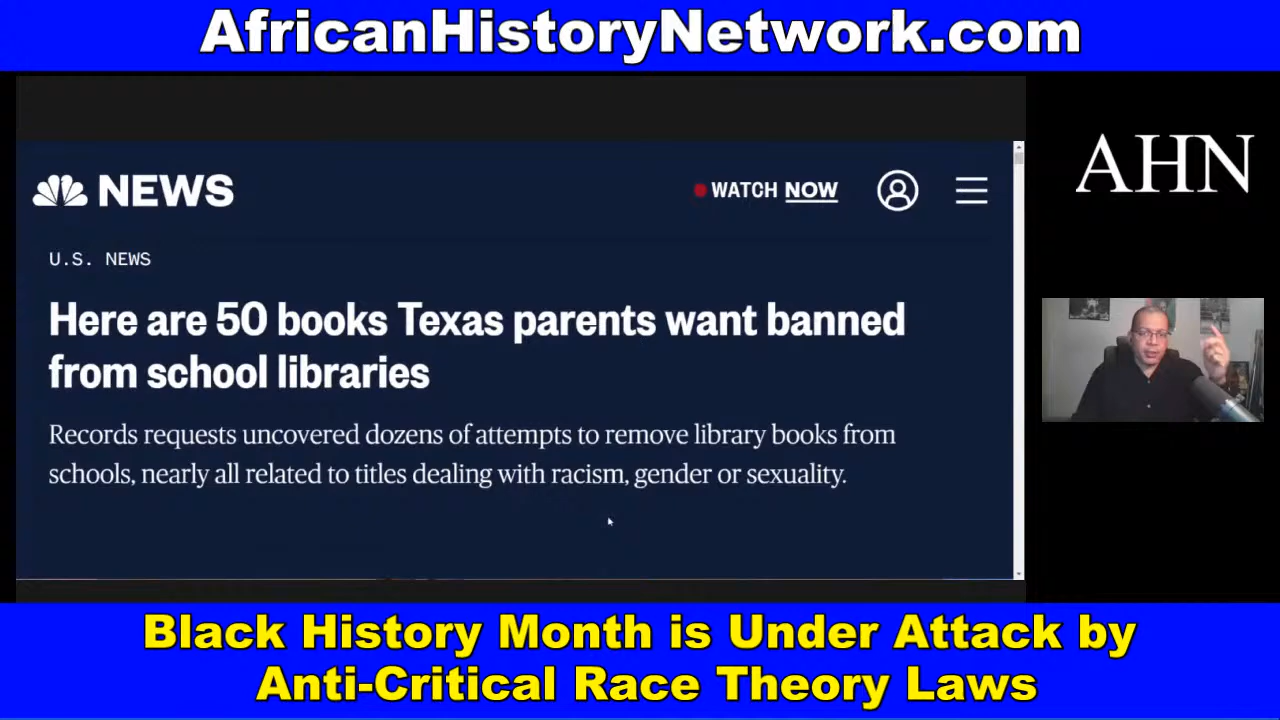 AfricanHistoryNetwork.com
AHN
NEWS
WATCH NOW
U.S. NEWS
Here are 50 books Texas parents want banned
from school libraries
Records requests uncovered dozens of attempts to remove library books from
schools, nearly all related to titles dealing with racism, gender or sexuality.
Black History Month is Under Attack by
Anti-Critical Race Theory Laws